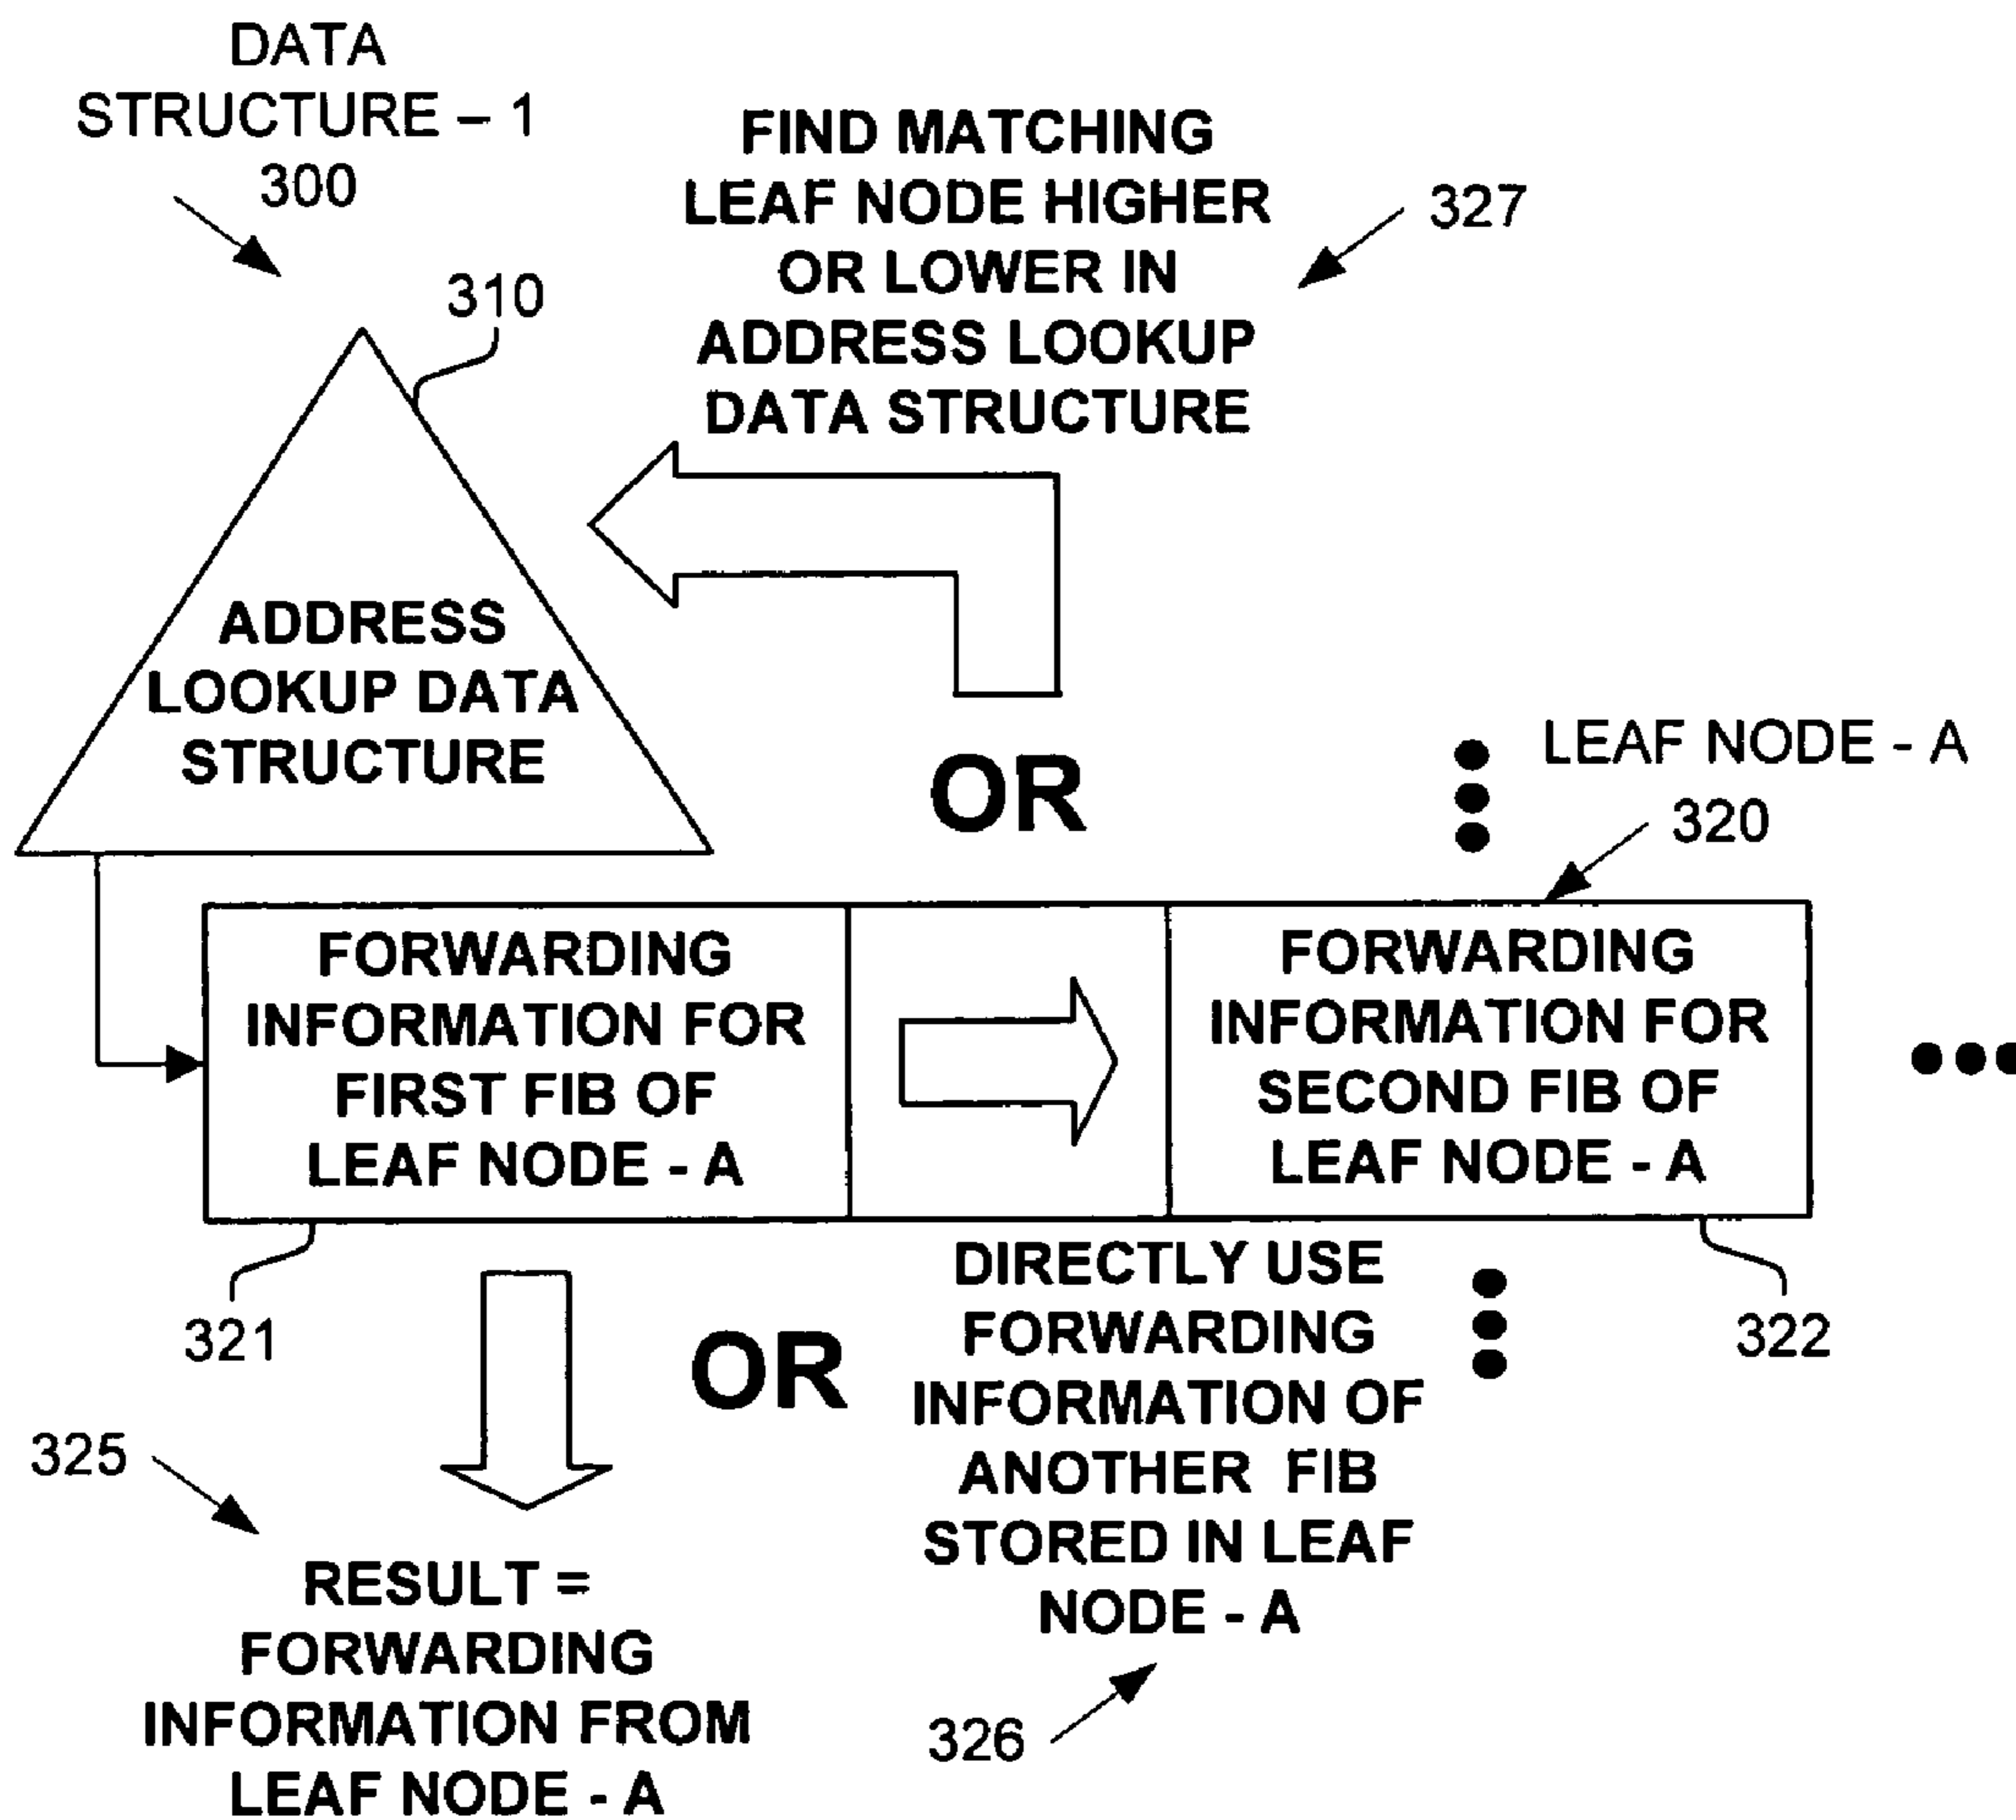 DATA
STRUCTURE – 1
300
FIND MATCHING
LEAF NODE HIGHER
OR LOWER IN
ADDRESS LOOKUP
DATA STRUCTURE
327
310
ADDRESS
LOOKUP DATA
STRUCTURE
OR
LEAF NODE - A
320
FORWARDING
INFORMATION FOR
FIRST FIB OF
LEAF NODE - A
FORWARDING
INFORMATION FOR
SECOND FIB OF
LEAF NODE - A
321
OR
DIRECTLY USE
FORWARDING
INFORMATION OF
ANOTHER FIB
STORED IN LEAF
NODE - A
322
325
RESULT =
FORWARDING
INFORMATION FROM
LEAF NODE - A
326